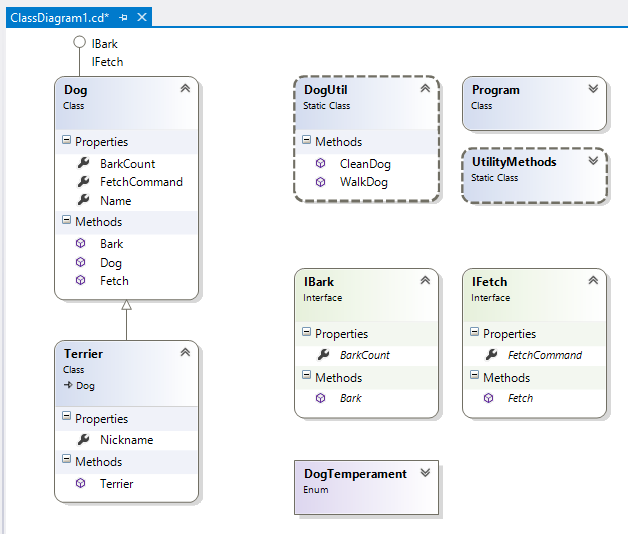 ClassDiagram1.cd*
IBark
IFetch
Dog
Class
Properties
BarkCount
FetchCommand
Name
Methods
Bark
Dog
Fetch
Terrier
Class
Dog
Properties
Nickname
Methods
Terrier
DogUtil
Static Class
Methods
CleanDog
WalkDog
Program
Class
UtilityMethods
Static Class
IBark
Interface
Properties
BarkCount
Methods
Bark
IFetch
Interface
Properties
FetchCommand
Methods
Fetch
DogTemperament
Enum